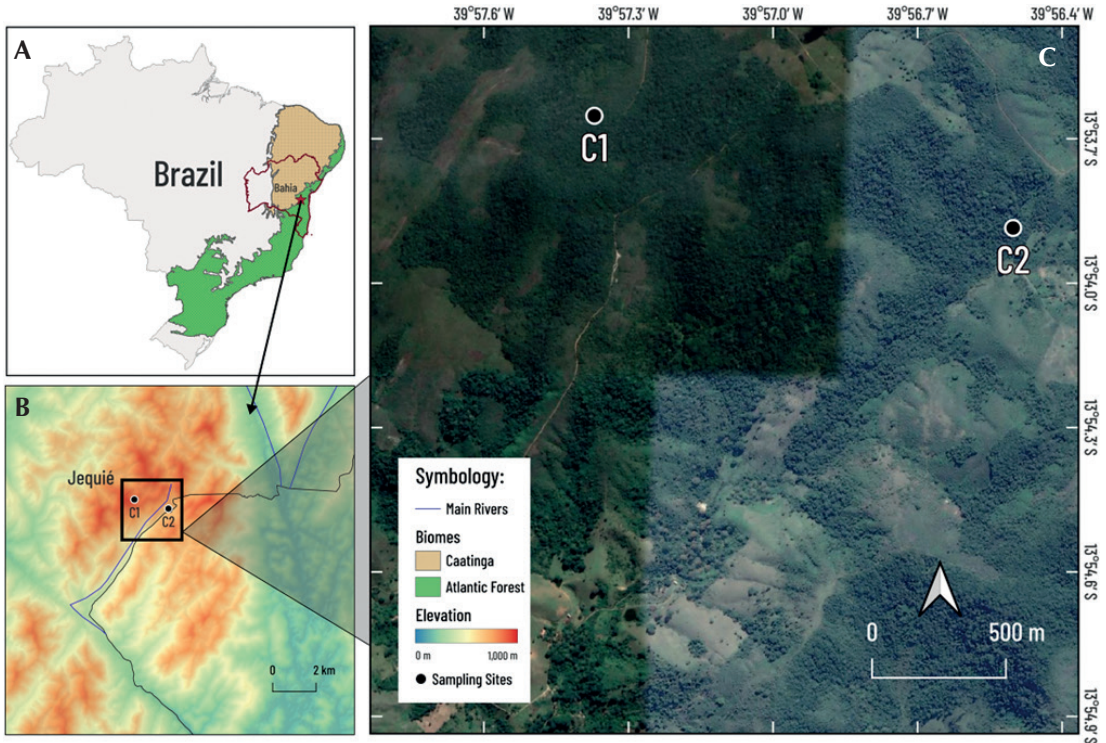 A
Brazil
Bahia
B
Jequié
C1
C2
0 2 km
39°57.6' W 39°57.3' W 39°57.0' W 39°56.7' W 39°56.4' W
C
C1
C2
13°53.7' S
13°54.0' S
13°54.3' S
13°54.6' S
13°54.9' S
Symbology:
Main Rivers
Biomes
Caatinga
Atlantic Forest
Elevation
0 m 1,000 m
Sampling Sites
0 500 m